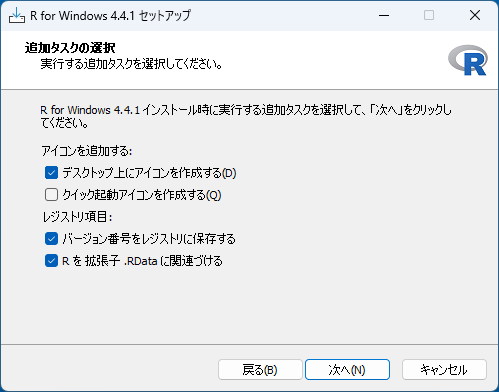 R for Windows 4.4.1 セットアップ
追加タスクの選択
実行する追加タスクを選択してください。
R
R for Windows 4.4.1 インストール時に実行する追加タスクを選択して、「次へ」をクリックし
てください。
アイコンを追加する:
デスクトップ上にアイコンを作成する(D)
クイック起動アイコンを作成する(Q)
レジストリ項目:
バージョン番号をレジストリに保存する
R を拡張子 .RData に関連づける
戻る(B)
次へ(N)
キャンセル